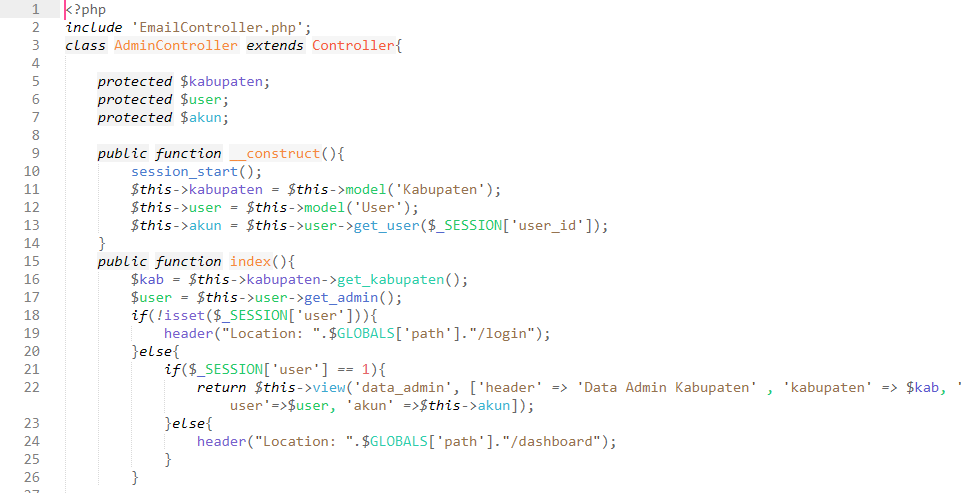 1 <?php
2 include 'EmailController.php';
3 class AdminController extends Controller{
4
5 protected $kabupaten;
6 protected $user;
7 protected $akun;
8
9 public function __construct(){
10 session_start();
11 $this->kabupaten = $this->model('Kabupaten');
12 $this->user = $this->model('User');
13 $this->akun = $this->user->get_user($_SESSION['user_id']);
14 }
15 public function index(){
16 $kab = $this->kabupaten->get_kabupaten();
17 $user = $this->user->get_admin();
18 if(!isset($_SESSION['user'])){
19 header("Location: ".$GLOBALS['path']."/login");
20 }else{
21 if($_SESSION['user'] == 1){
22 return $this->view('data_admin', ['header' => 'Data Admin Kabupaten' , 'kabupaten' => $kab, '
user'=>$user, 'akun' =>$this->akun]);
23 }else{
24 header("Location: ".$GLOBALS['path']."/dashboard");
25 }
26 }